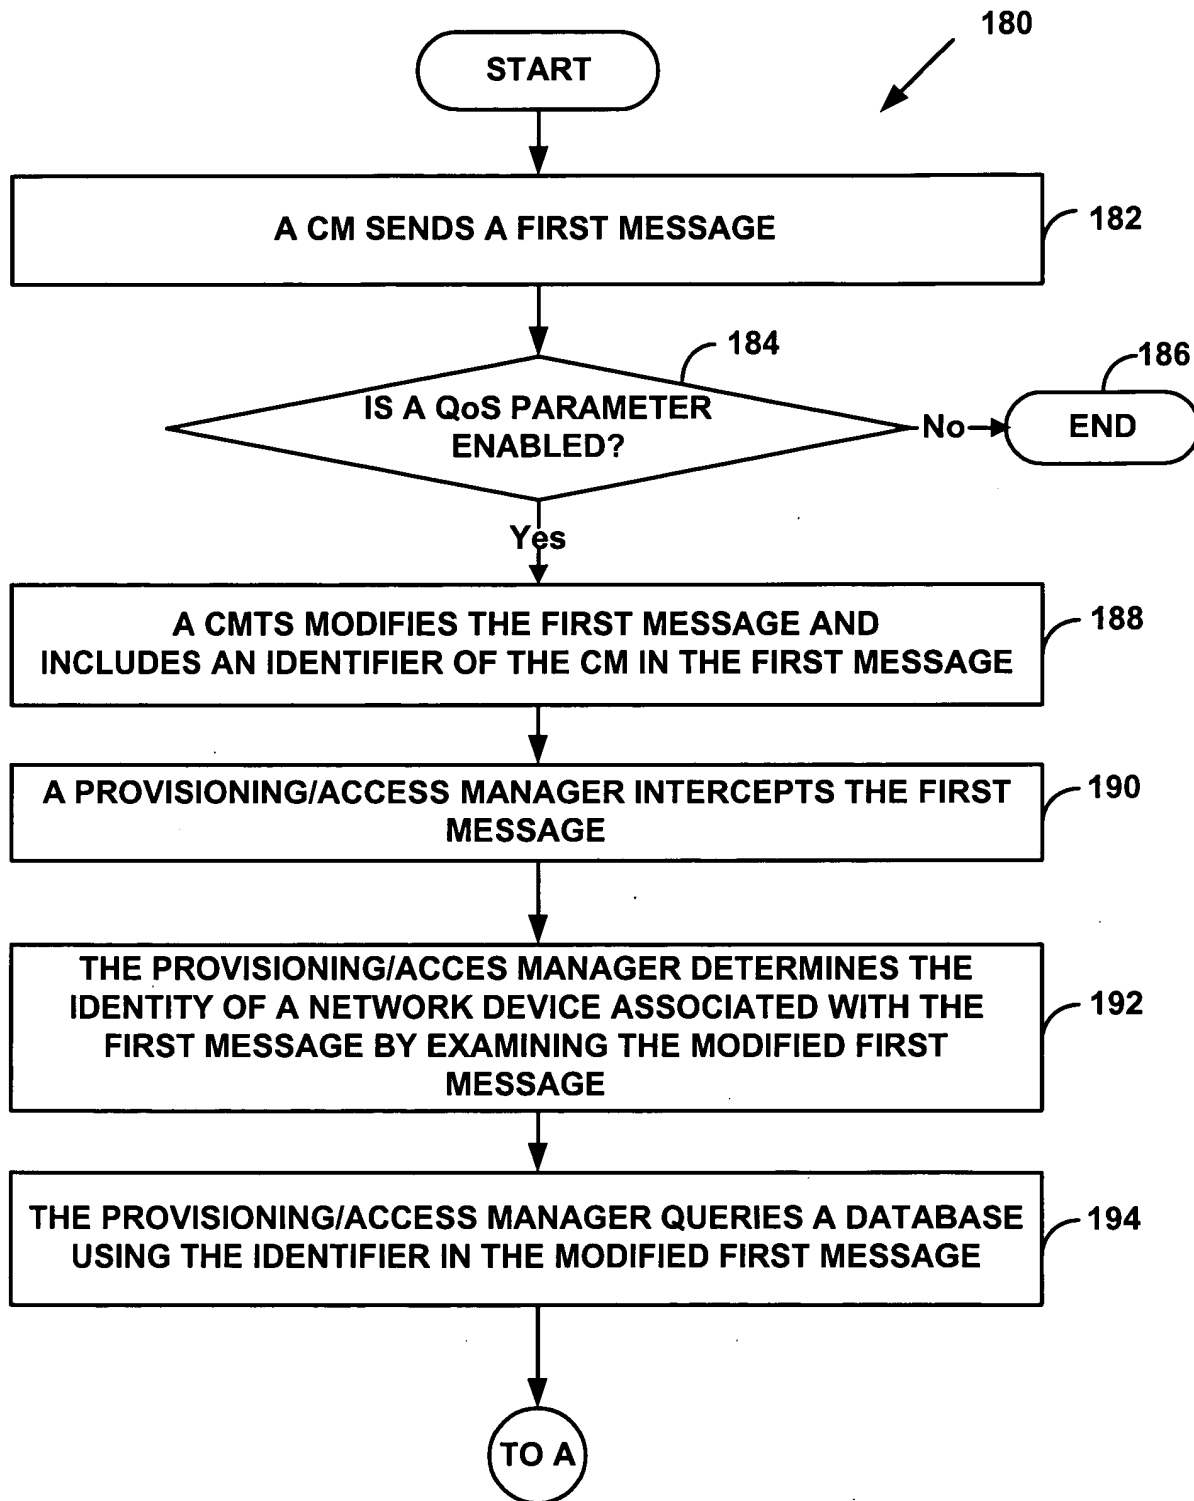 180
START
A CM SENDS A FIRST MESSAGE
182
184
IS A QoS PARAMETER
ENABLED?
No
186
END
Yes
A CMTS MODIFIES THE FIRST MESSAGE AND
INCLUDES AN IDENTIFIER OF THE CM IN THE FIRST MESSAGE
188
A PROVISIONING/ACCESS MANAGER INTERCEPTS THE FIRST
MESSAGE
190
THE PROVISIONING/ACCES MANAGER DETERMINES THE
IDENTITY OF A NETWORK DEVICE ASSOCIATED WITH THE
FIRST MESSAGE BY EXAMINING THE MODIFIED FIRST
MESSAGE
192
THE PROVISIONING/ACCESS MANAGER QUERIES A DATABASE
USING THE IDENTIFIER IN THE MODIFIED FIRST MESSAGE
194
TO A